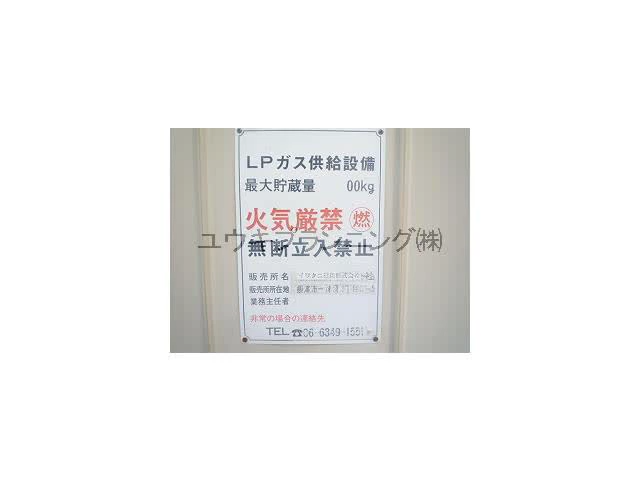 LPガス供給設備
最大貯蔵量 00kg
火気厳禁 燃
ユウキプランニング㈱
無断立入禁止
販売所名
販売所所在地
業務主任者
非常の場合の連絡先
TEL ☎06-6349-1551